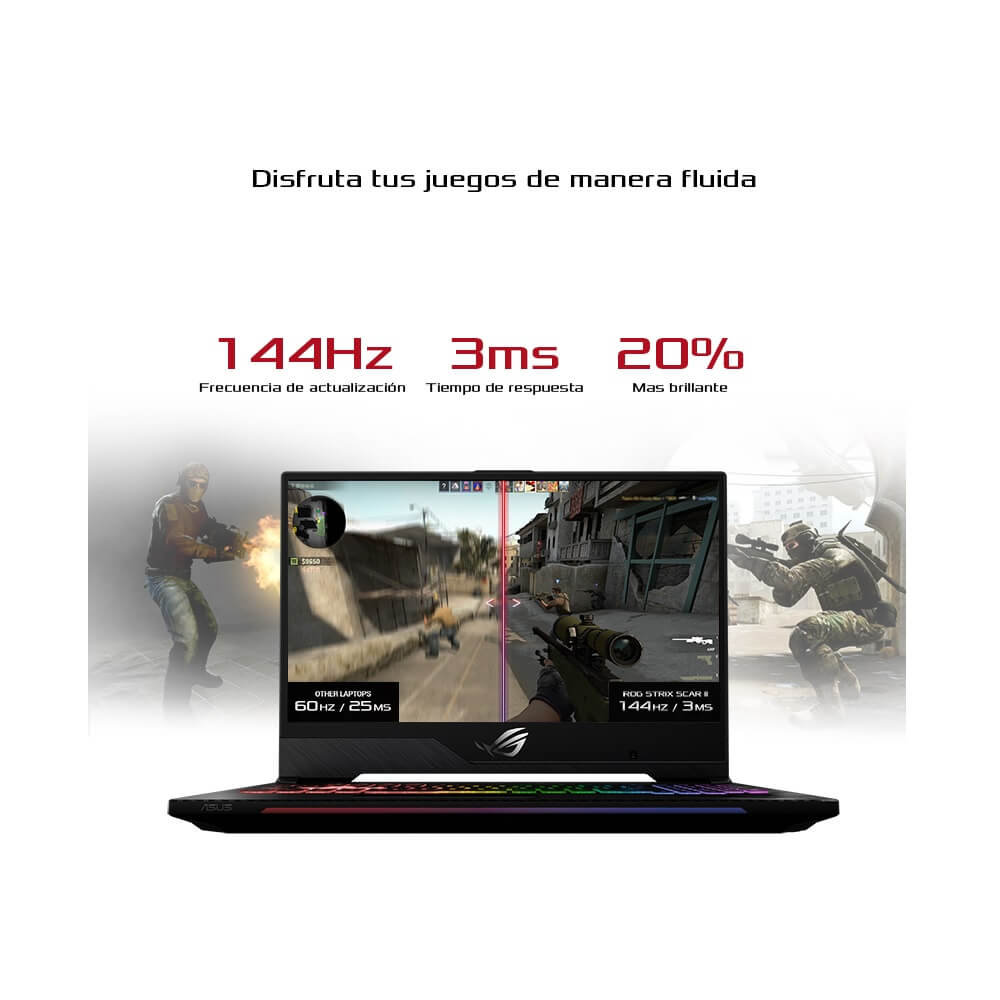 Disfruta tus juegos de manera fluida
144Hz 3ms 20%
Frecuencia de actualización Tiempo de respuesta Mas brillante
$8650
OTHER LAPTOPS
60HZ / 25MS
ROG STRIX SCAR II
144HZ / 3MS
ASUS